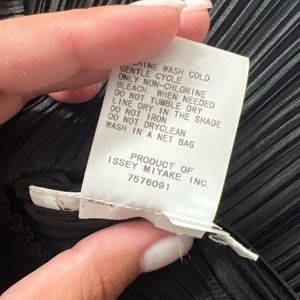 MACHINE WASH COLD.
GENTLE CYCLE
ONLY NON-CHLORINE
BLEACH. WHEN NEEDED
DO NOT TUMBLE DRY
LINE DRY IN THE SHADE
DO NOT IRON
DO NOT DRYCLEAN
WASH IN A NET BAG
PRODUCT OF
ISSEY MIYAKE INC.
7576091